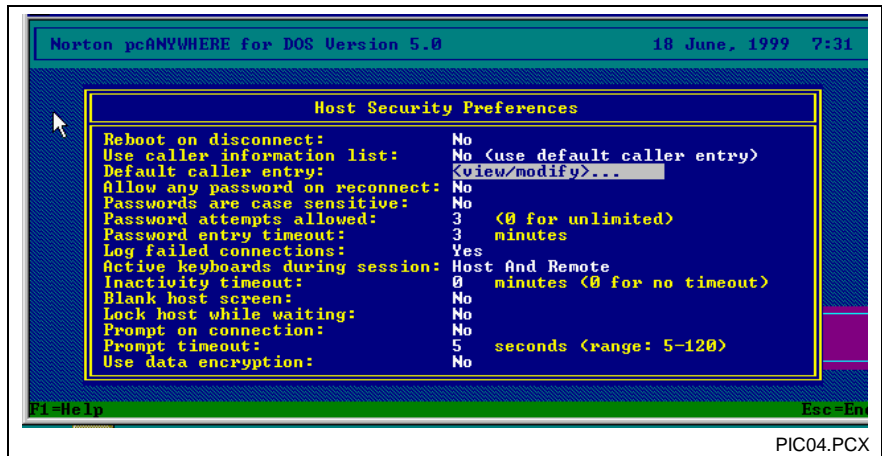 Norton pcANYWHERE for DOS Version 5.0 18 June, 1999 7:31
Host Security Preferences
Reboot on disconnect: No
Use caller information list: No (use default caller entry)
Default caller entry: <view/modify>...
Allow any password on reconnect: No
Passwords are case sensitive: No
Password attempts allowed: 3 (0 for unlimited)
Password entry timeout: 3 minutes
Log failed connections: Yes
Active keyboards during session: Host And Remote
Inactivity timeout: 0 minutes (0 for no timeout)
Blank host screen: No
Lock host while waiting: No
Prompt on connection: No
Prompt timeout: 5 seconds (range: 5-120)
Use data encryption: No
F1=Help Esc=En
PIC04.PCX